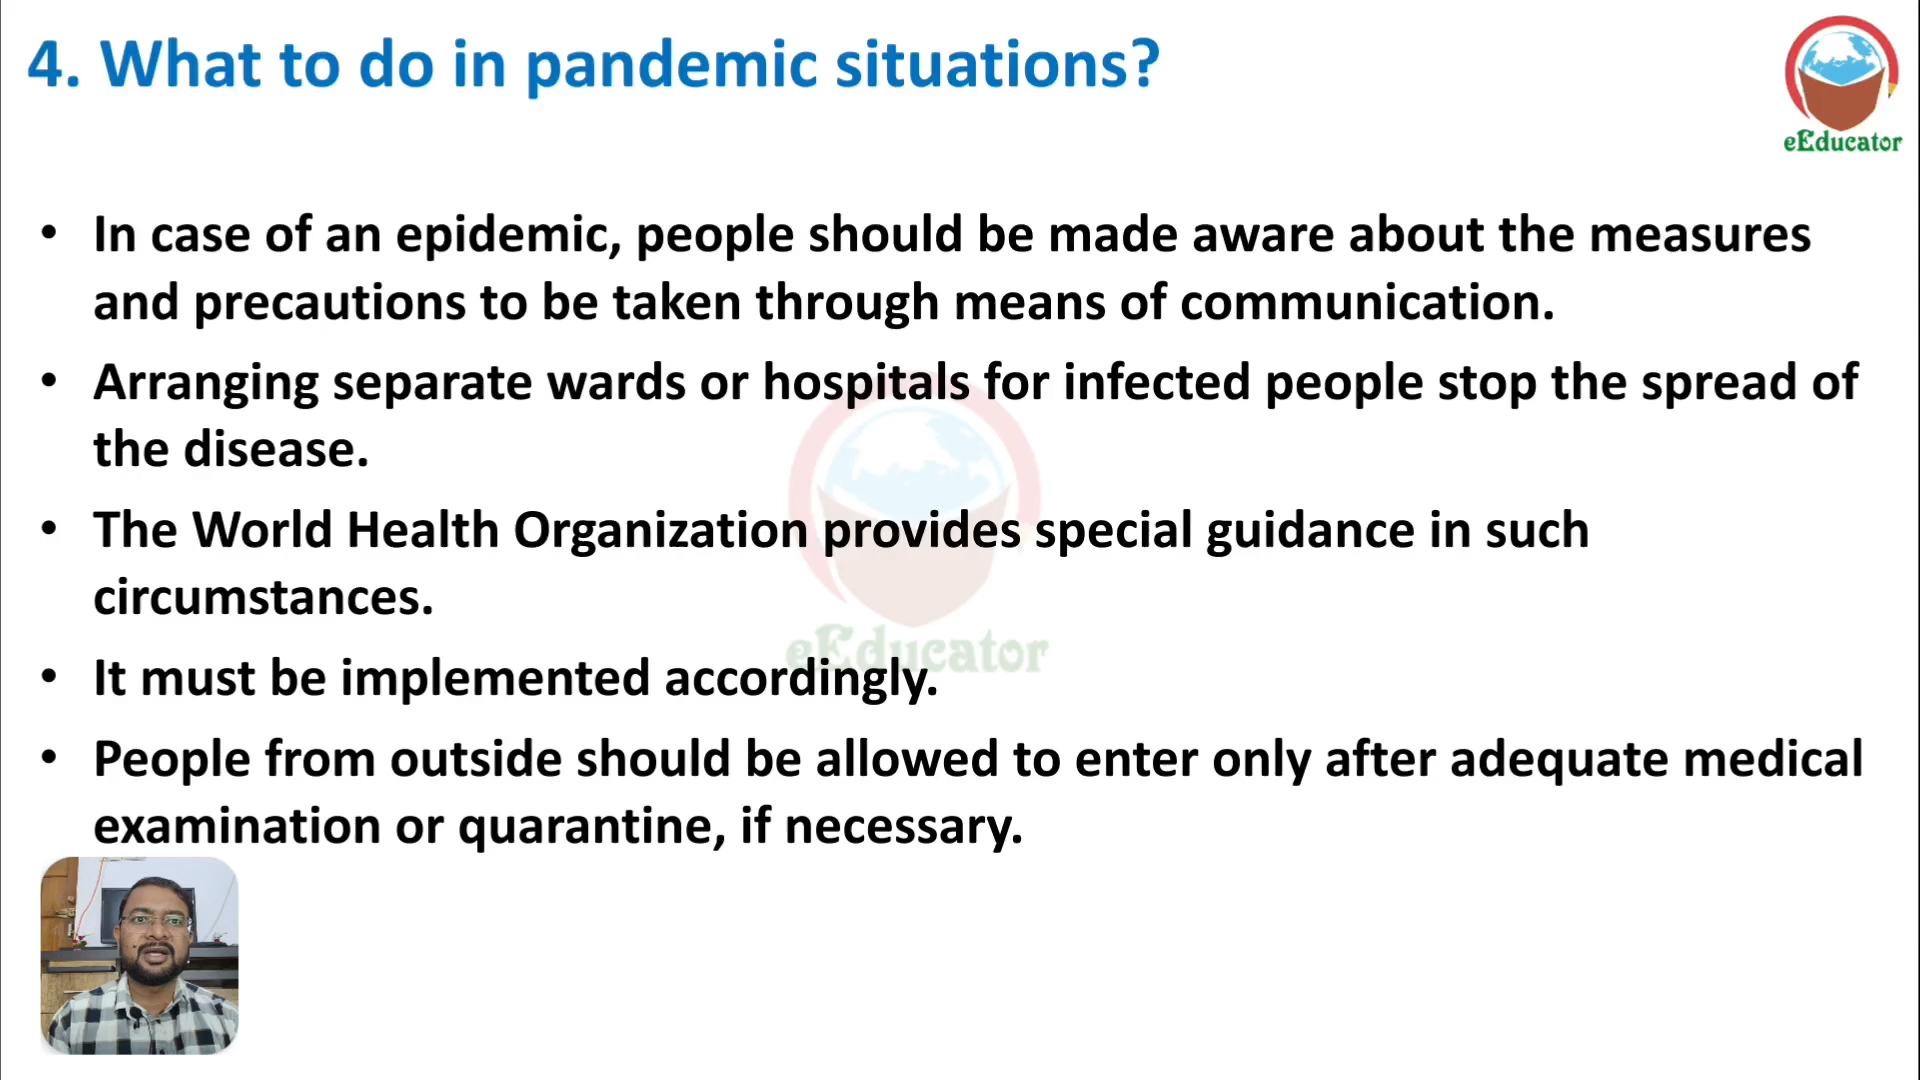 4. What to do in pandemic situations?
eEducator
• In case of an epidemic, people should be made aware about the measures
and precautions to be taken through means of communication.
• Arranging separate wards or hospitals for infected people stop the spread of
the disease.
• The World Health Organization provides special guidance in such
circumstances.
eEducator
• It must be implemented accordingly.
• People from outside should be allowed to enter only after adequate medical
examination or quarantine, if necessary.